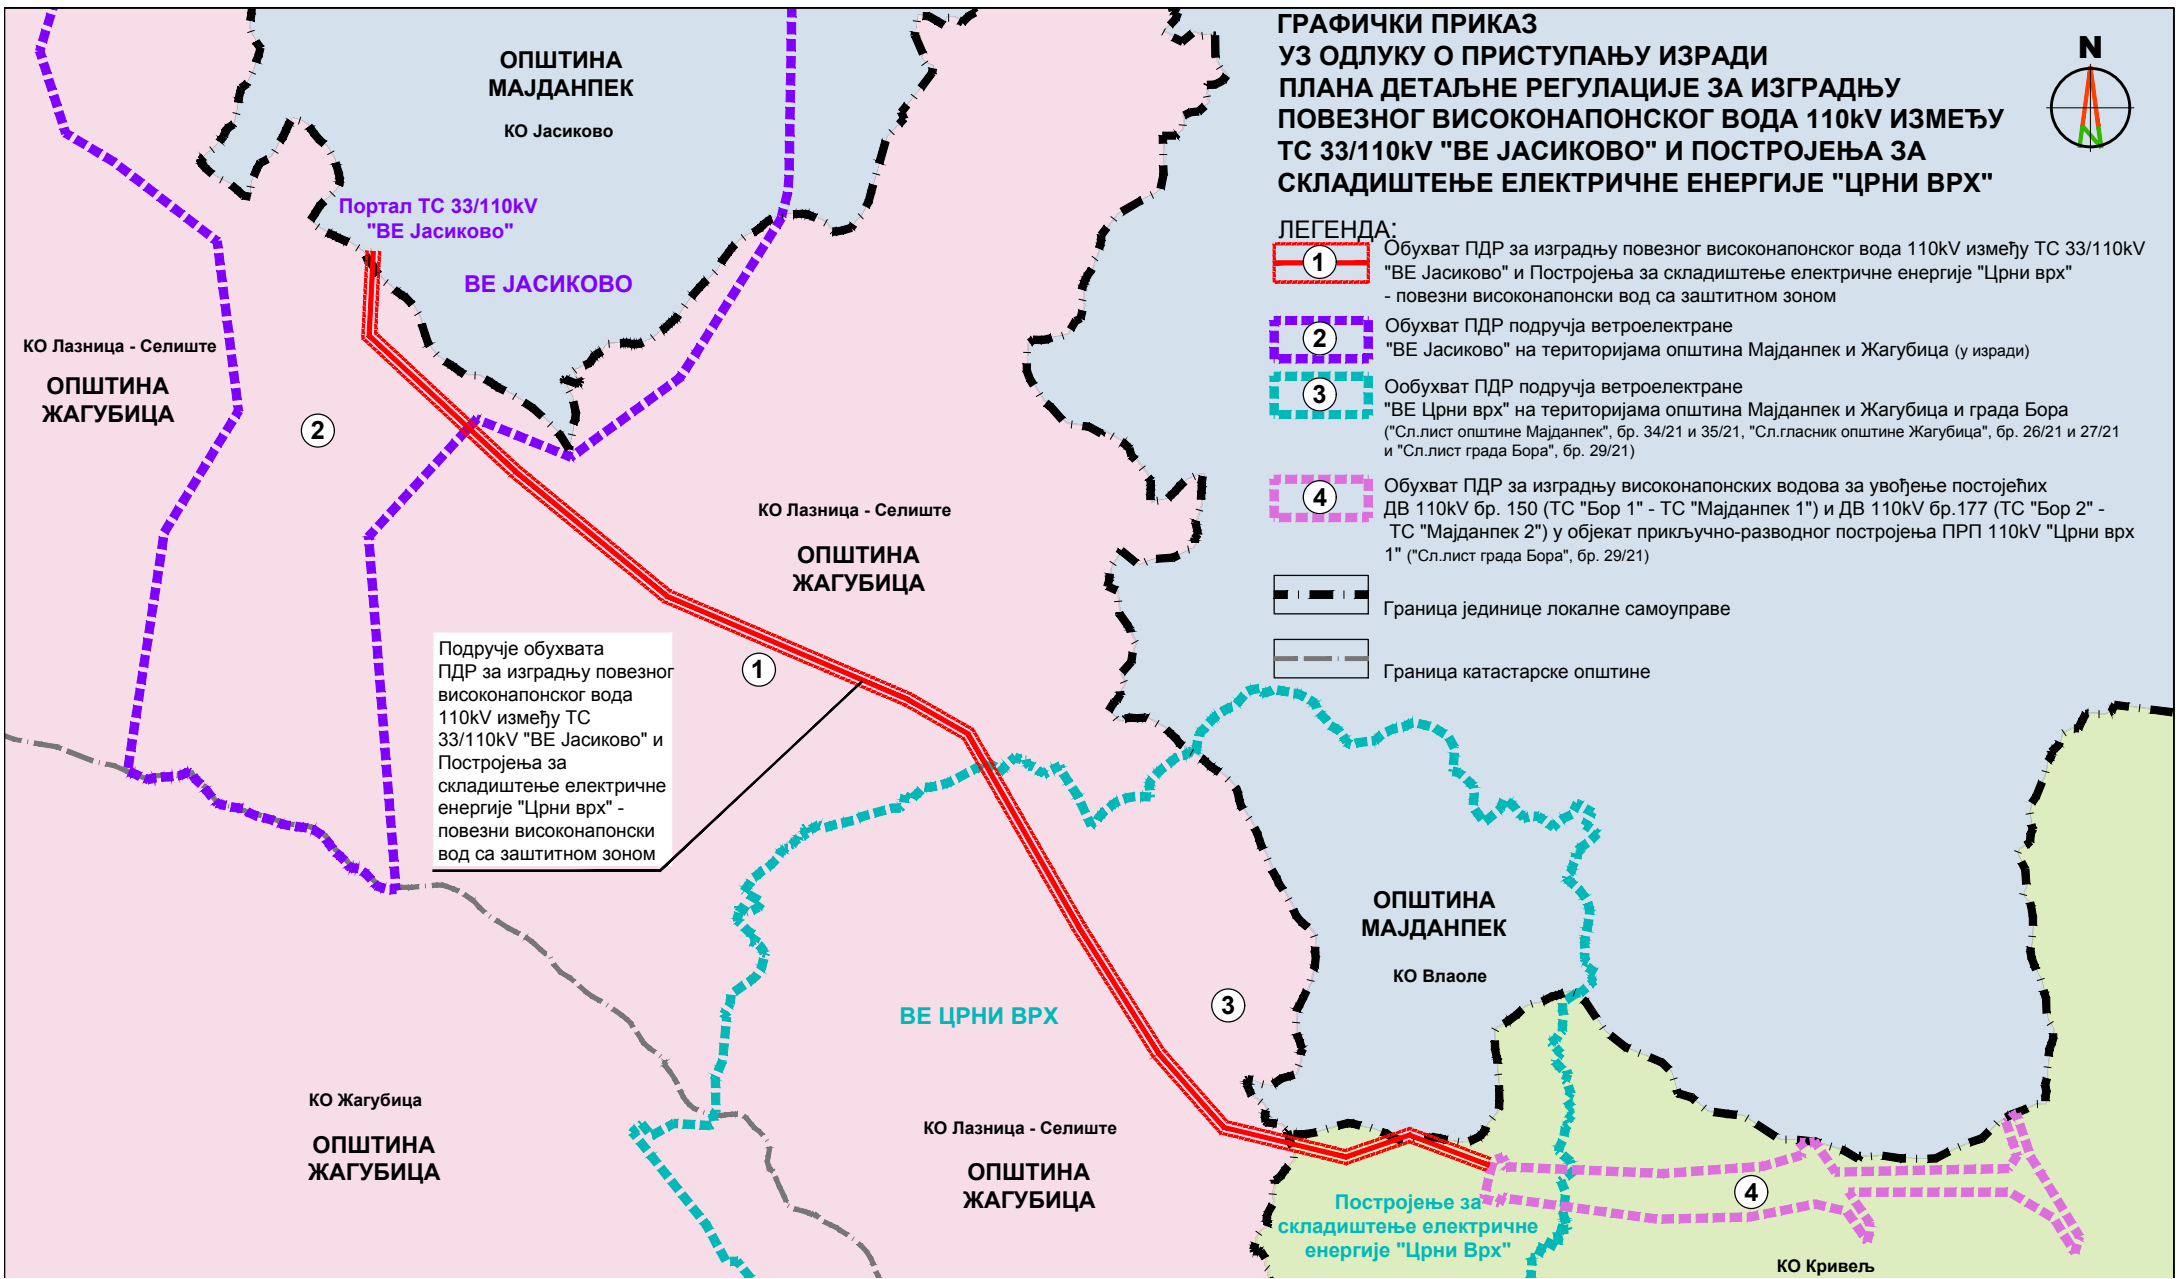 ГРАФИЧКИ ПРИКАЗ
УЗ ОДЛУКУ О ПРИСТУПАЊУ ИЗРАДИ
ПЛАНА ДЕТАЉНЕ РЕГУЛАЦИЈЕ ЗА ИЗГРАДЊУ
ПОВЕЗНОГ ВИСОКОНАПОНСКОГ ВОДА 110kV ИЗМЕЂУ
ТС 33/110kV "ВЕ ЈАСИКОВО" И ПОСТРОЈЕЊА ЗА
СКЛАДИШТЕЊЕ ЕЛЕКТРИЧНЕ ЕНЕРГИЈЕ "ЦРНИ ВРХ"
N
ЛЕГЕНДА:
1
Обухват ПДР за изградњу повезног високонапонског вода 110kV између ТС 33/110kV
"ВЕ Јасиково" и Постројења за складиштење електричне енергије "Црни врх"
- повезни високонапонски вод са заштитном зоном
2
Обухват ПДР подручја ветроелектране
"ВЕ Јасиково" на територијама општина Мајданпек и Жагубица (у изради)
3
Ообухват ПДР подручја ветроелектране
"ВЕ Црни врх" на територијама општина Мајданпек и Жагубица и града Бора
("Сл.лист општине Мајданпек", бр. 34/21 и 35/21, "Сл.гласник општине Жагубица", бр. 26/21 и 27/21
и "Сл.лист града Бора", бр. 29/21)
4
Обухват ПДР за изградњу високонапонских водова за увођење постојећих
ДВ 110kV бр. 150 (ТС "Бор 1" - ТС "Мајданпек 1") и ДВ 110kV бр.177 (ТС "Бор 2" -
ТС "Мајданпек 2") у објекат прикључно-разводног постројења ПРП 110kV "Црни врх
1" ("Сл.лист града Бора", бр. 29/21)
Граница јединице локалне самоуправе
Граница катастарске општине
ОПШТИНА
МАЈДАНПЕК
КО Јасиково
Портал ТС 33/110kV
"ВЕ Јасиково"
ВЕ ЈАСИКОВО
КО Лазница - Селиште
ОПШТИНА
ЖАГУБИЦА
2
КО Лазница - Селиште
ОПШТИНА
ЖАГУБИЦА
Подручје обухвата
ПДР за изградњу повезног
високонапонског вода
110kV између ТС
33/110kV "ВЕ Јасиково" и
Постројења за
складиштење електричне
енергије "Црни врх" -
повезни високонапонски
вод са заштитном зоном
1
ОПШТИНА
МАЈДАНПЕК
КО Влаоле
3
ВЕ ЦРНИ ВРХ
КО Жагубица
ОПШТИНА
ЖАГУБИЦА
КО Лазница - Селиште
ОПШТИНА
ЖАГУБИЦА
4
Постројење за
складиштење електричне
енергије "Црни Врх"
КО Кривељ